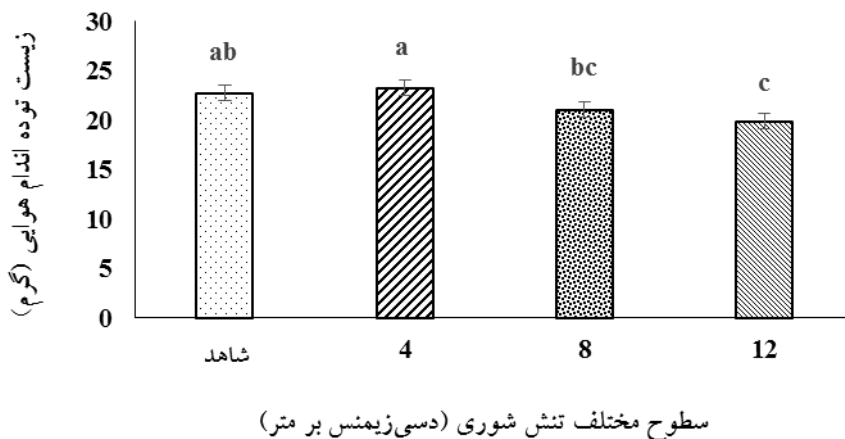 زیست توده اندام هوایی (گرم)
30
25
20
15
10
5
0
ab
a
bc
c
شاهد
4
8
12
سطوح مختلف تنش شوری (دسی‌زیمنس بر متر)